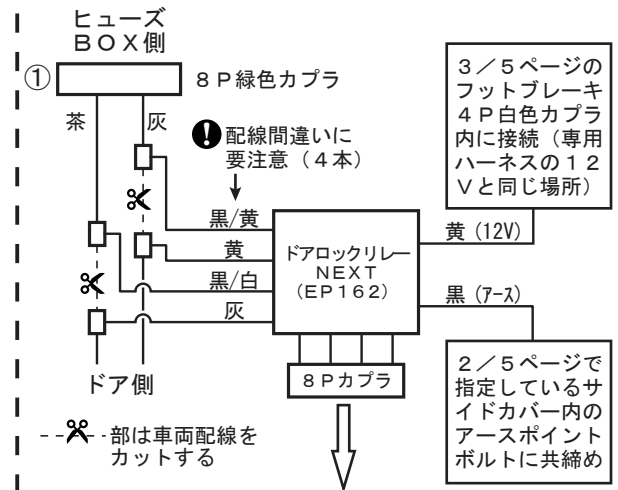 ヒューズ
ＢＯＸ側
①
８Ｐ緑色カプラ
茶
灰
配線間違いに
要注意（４本）
黒/黄
黄
黒/白
灰
ドアロックリレー
ＮＥＸＴ
(ＥＰ１６２)
８Ｐカプラ
ドア側
部は車両配線を
カットする
３／５ページの
フットブレーキ
４Ｐ白色カプラ
内に接続（専用
ハーネスの１２
Ｖと同じ場所）
黄 (12V)
黒 (ｱｰｽ)
２／５ページで
指定しているサ
イドカバー内の
アースポイント
ボルトに共締め